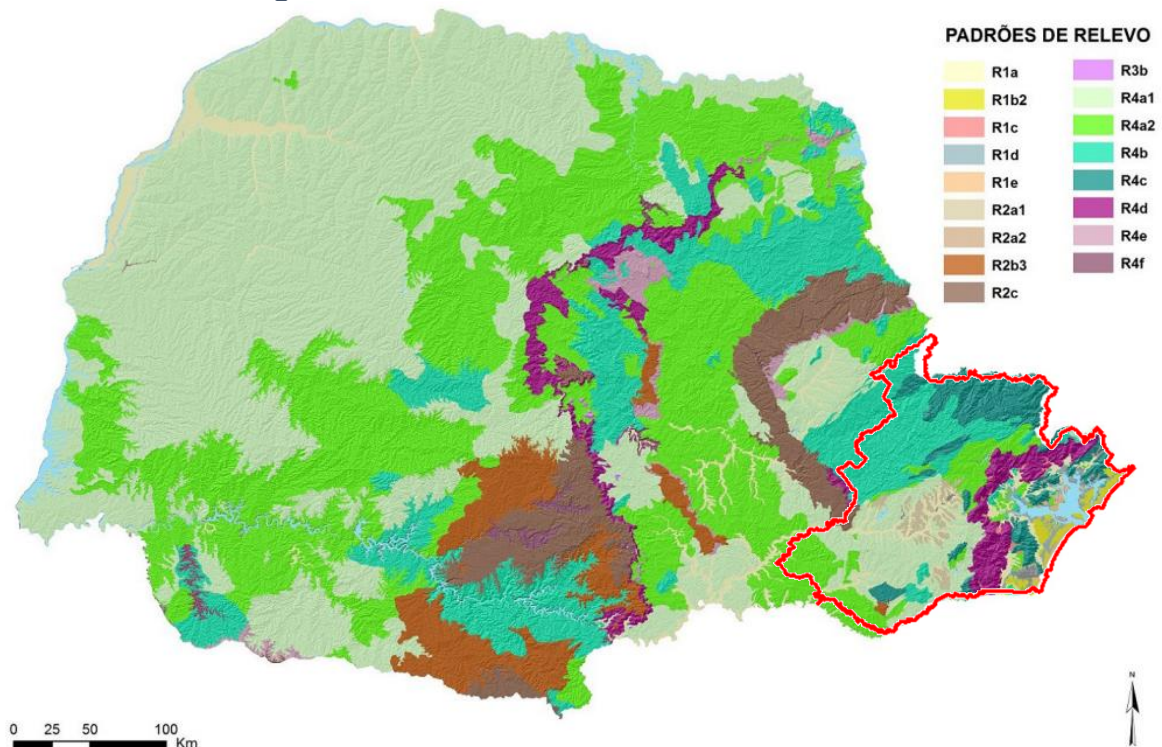 PADRÕES DE RELEVO
R1a
R1b2
R1c
R1d
R1e
R2a1
R2a2
R2b3
R2c
R3b
R4a1
R4a2
R4b
R4c
R4d
R4e
R4f
N
0 25 50 100
Km